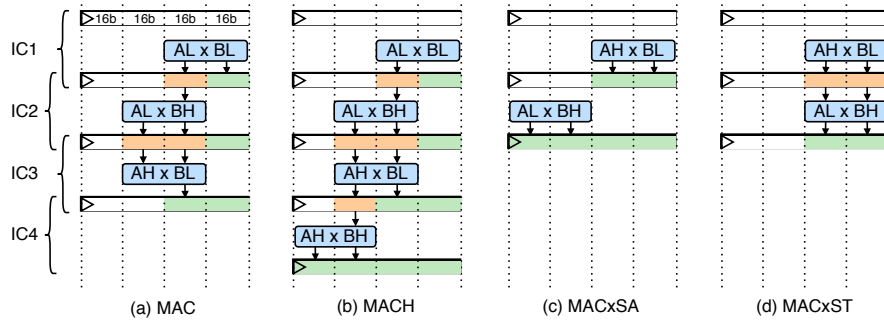 16b 16b 16b 16b
IC1
AL x BL
AL x BL
AH x BL
AH x BL
IC2
AL x BH
AL x BH
AL x BH
AL x BH
IC3
AH x BL
AH x BL
IC4
AH x BH
(a) MAC
(b) MACH
(c) MACxSA
(d) MACxST